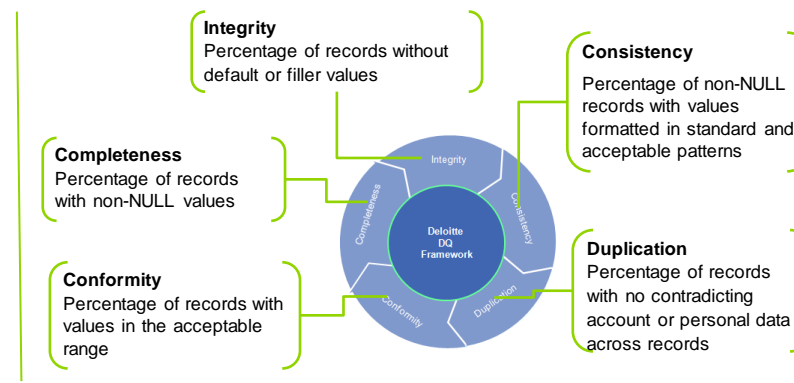 Integrity
Percentage of records without
default or filler values
Consistency
Percentage of non-NULL
records with values
formatted in standard and
acceptable patterns
Completeness
Percentage of records
with non-NULL values
Conformity
Percentage of records with
values in the acceptable
range
Duplication
Percentage of records
with no contradicting
account or personal data
across records
Integrity
Consistency
Duplication
Conformity
Completeness
Deloitte
DQ
Framework